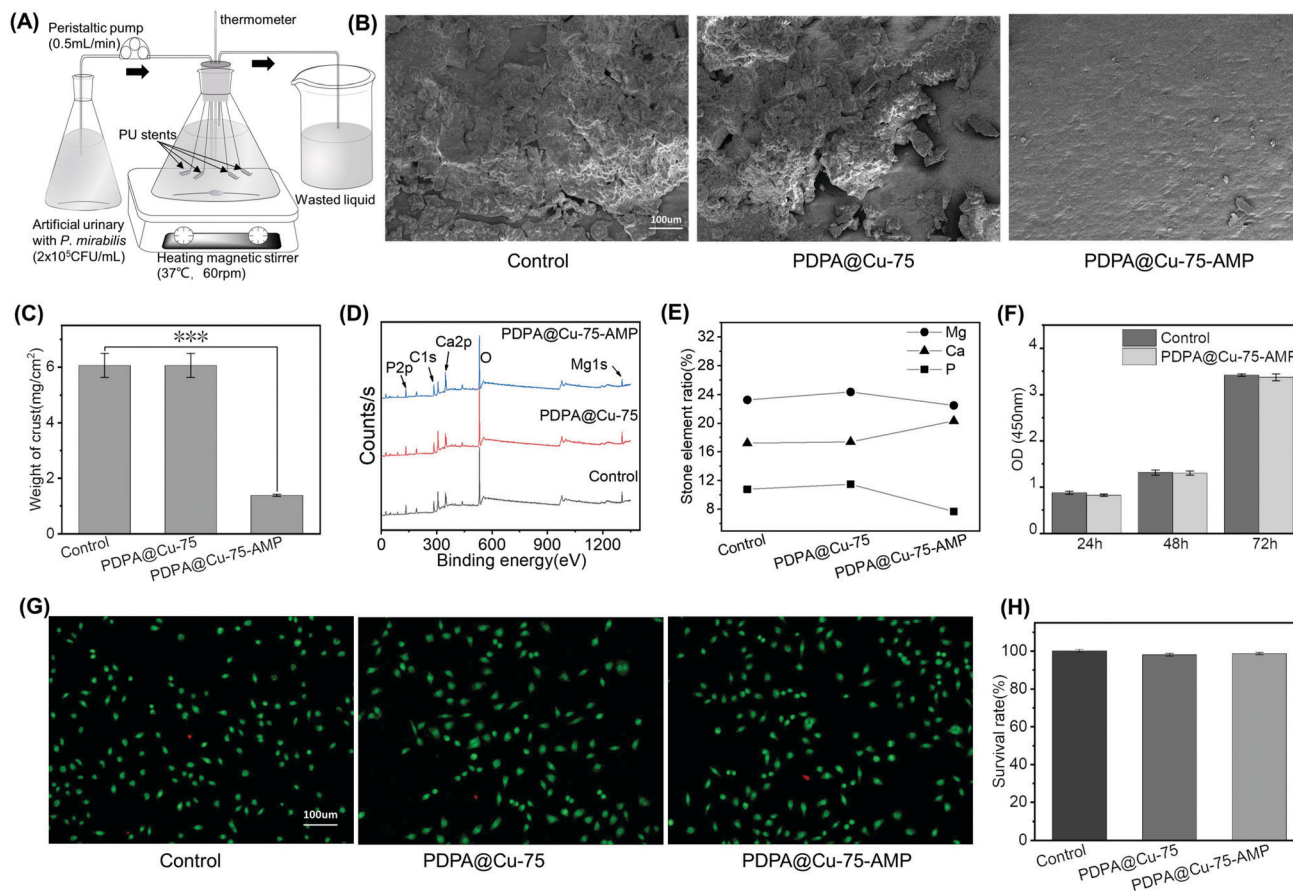 (A)
thermometer
Peristaltic pump
(0.5mL/min)
PU stents
Wasted liquid
Artificial urinary
with P. mirabilis
(2x10⁵CFU/mL)
Heating magnetic stirrer
(37℃, 60rpm)
(B)
100um
Control
PDPA@Cu-75
PDPA@Cu-75-AMP
(C)
Weight of crust(mg/cm²)
8
6
4
2
0
***
Control
PDPA@Cu-75
PDPA@Cu-75-AMP
(D)
Counts/s
PDPA@Cu-75-AMP
P2p
C1s
Ca2p
O
Mg1s
PDPA@Cu-75
Control
0 300 600 900 1200
Binding energy(eV)
(E)
Stone element ratio(%)
32
28
24
20
16
12
8
Mg
Ca
P
Control
PDPA@Cu-75
PDPA@Cu-75-AMP
(F)
OD (450nm)
4
3
2
1
0
Control
PDPA@Cu-75-AMP
24h 48h 72h
(G)
100um
Control
PDPA@Cu-75
PDPA@Cu-75-AMP
(H)
Survival rate(%)
120
100
80
60
40
20
0
Control
PDPA@Cu-75
PDPA@Cu-75-AMP